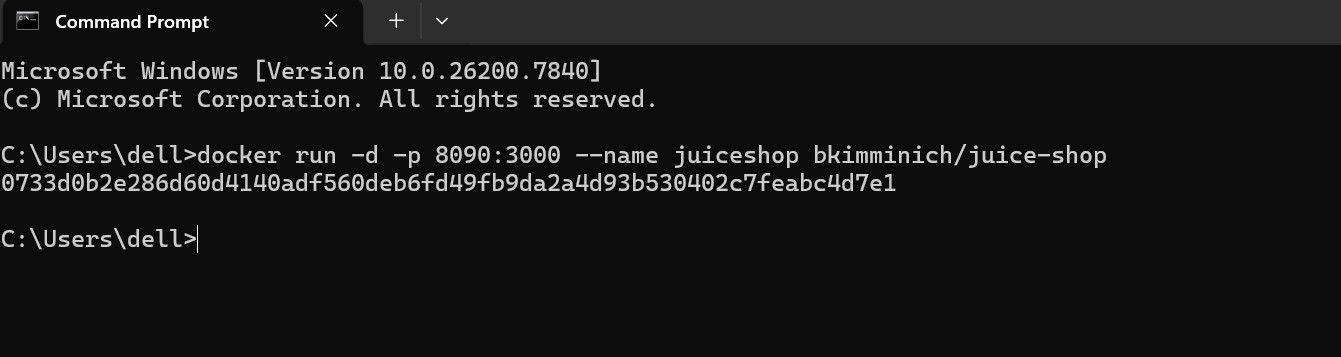 Command Prompt
Microsoft Windows [Version 10.0.26200.7840]
(c) Microsoft Corporation. All rights reserved.
C:\Users\dell>docker run -d -p 8090:3000 --name juiceshop bkimminich/juice-shop
0733d0b2e286d60d4140adf560deb6fd49fb9da2a4d93b530402c7feabc4d7e1
C:\Users\dell>